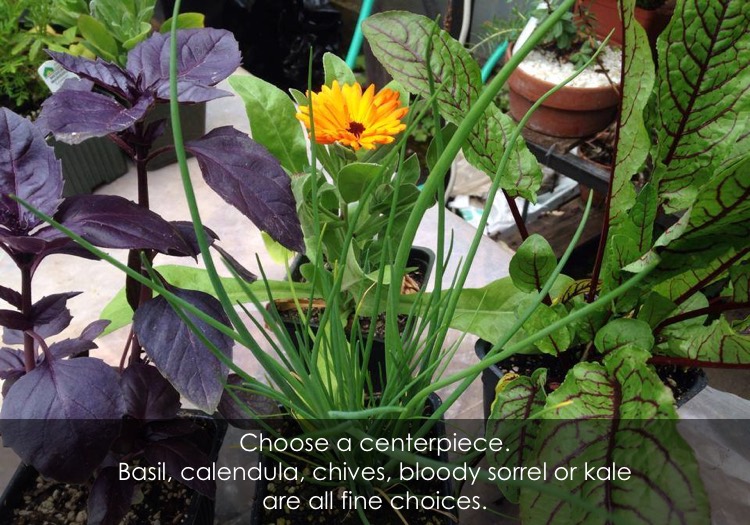 Choose a centerpiece.
Basil, calendula, chives, bloody sorrel or kale
are all fine choices.